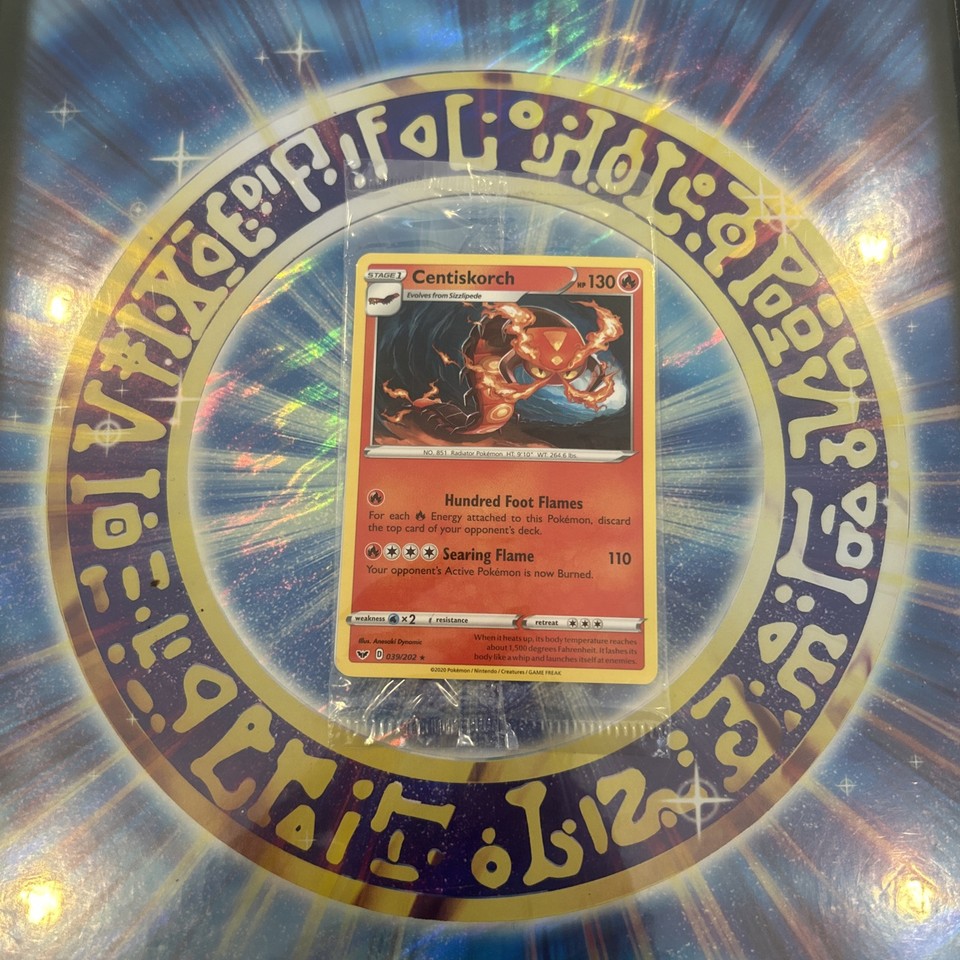 STAGE 1 Centiskorch HP 130
Evolves from Sizzlipede
NO. 851 Radiator Pokémon. HT. 9'10" WT. 264.6 lbs.
Hundred Foot Flames
For each Energy attached to this Pokémon, discard
the top card of your opponent's deck.
Searing Flame 110
Your opponent's Active Pokémon is now Burned.
weakness ×2 resistance retreat
Illus. Anesaki Dynamic
When it heats up, its body temperature reaches
about 1,500 degrees Fahrenheit. It lashes its
body like a whip and launches itself at enemies.
D 039/202 ★
©2020 Pokémon / Nintendo / Creatures / GAME FREAK